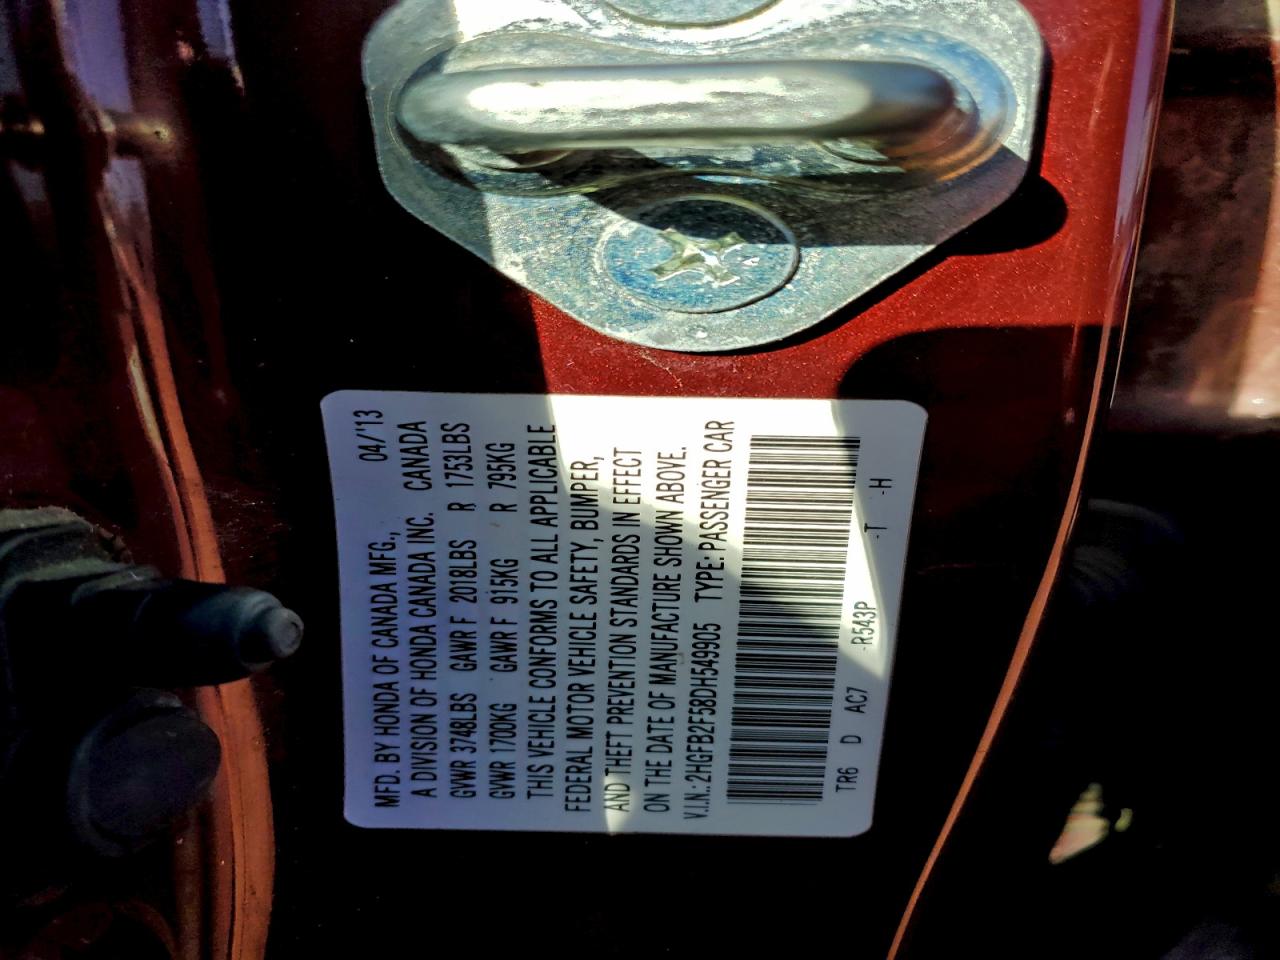 MFD. BY HONDA OF CANADA MFG., 04/'13
A DIVISION OF HONDA CANADA INC. CANADA
GVWR 3748LBS GAWR F 2018LBS R 1753LBS
GVWR 1700KG GAWR F 915KG R 795KG
THIS VEHICLE CONFORMS TO ALL APPLICABLE
FEDERAL MOTOR VEHICLE SAFETY, BUMPER,
AND THEFT PREVENTION STANDARDS IN EFFECT
ON THE DATE OF MANUFACTURE SHOWN ABOVE.
V.I.N.: 2HGFB2F58DH549905 TYPE: PASSENGER CAR
TR6 D AC7 -R543P -T -H